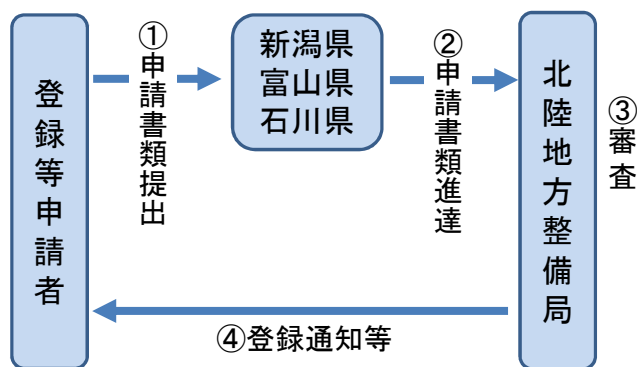 登録等申請者
①申請書類提出
新潟県
富山県
石川県
②申請書類進達
北陸地方整備局
③審査
④登録通知等